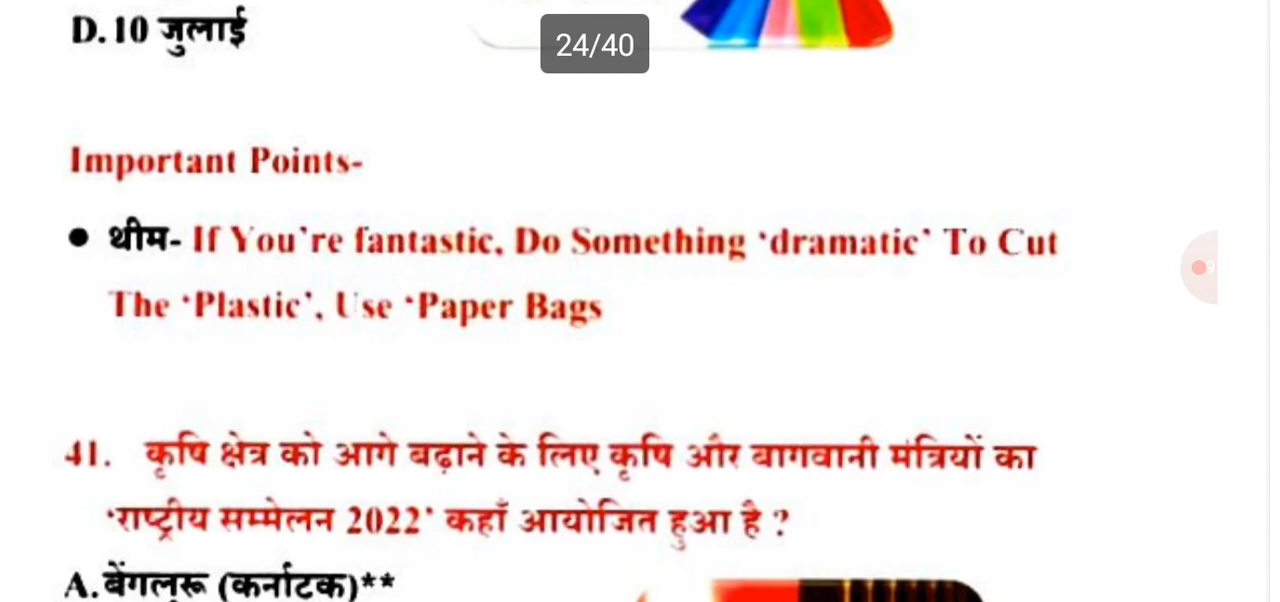 D. 10 जुलाई
24/40
Important Points-
● थीम- If You're fantastic, Do Something 'dramatic' To Cut
The 'Plastic', Use 'Paper Bags
41. कृषि क्षेत्र को आगे बढ़ाने के लिए कृषि और बागवानी मंत्रियों का
'राष्ट्रीय सम्मेलन 2022' कहाँ आयोजित हुआ है ?
A. बेंगलुरू (कर्नाटक)**